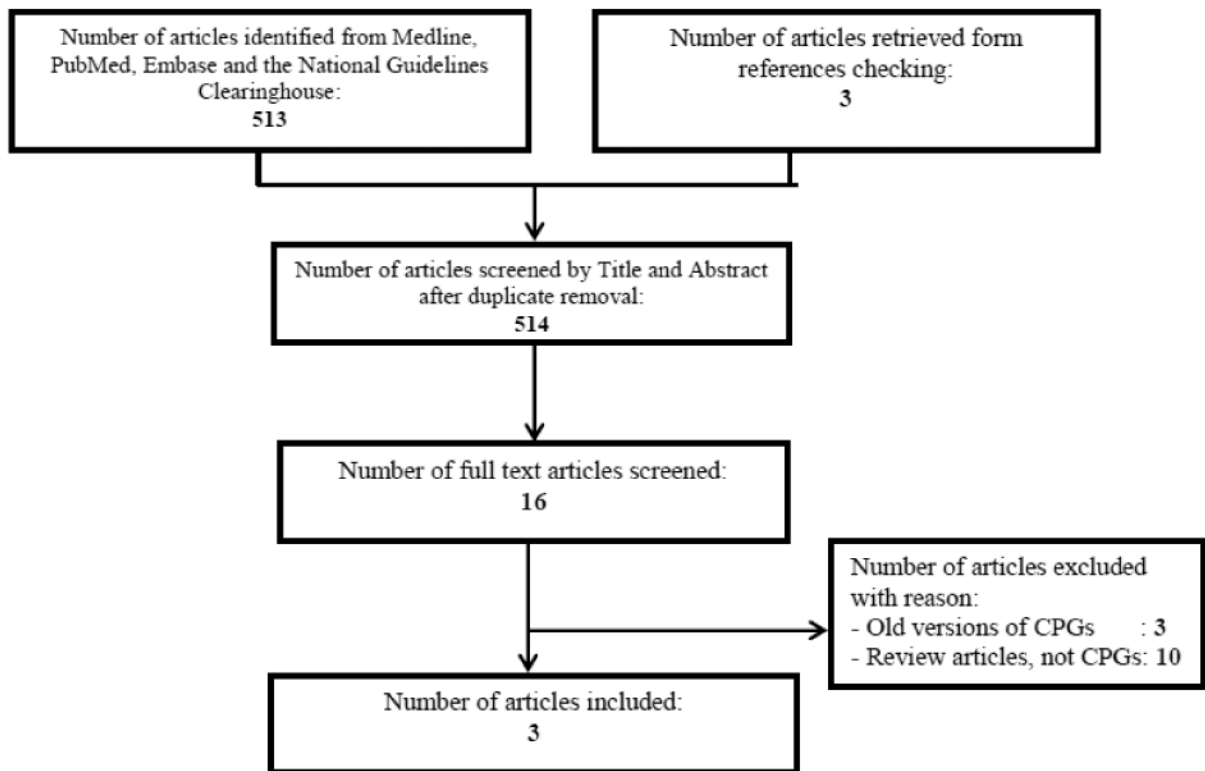 Number of articles identified from Medline,
PubMed, Embase and the National Guidelines
Clearinghouse:
513
Number of articles retrieved form
references checking:
3
Number of articles screened by Title and Abstract
after duplicate removal:
514
Number of full text articles screened:
16
Number of articles excluded
with reason:
- Old versions of CPGs : 3
- Review articles, not CPGs: 10
Number of articles included:
3